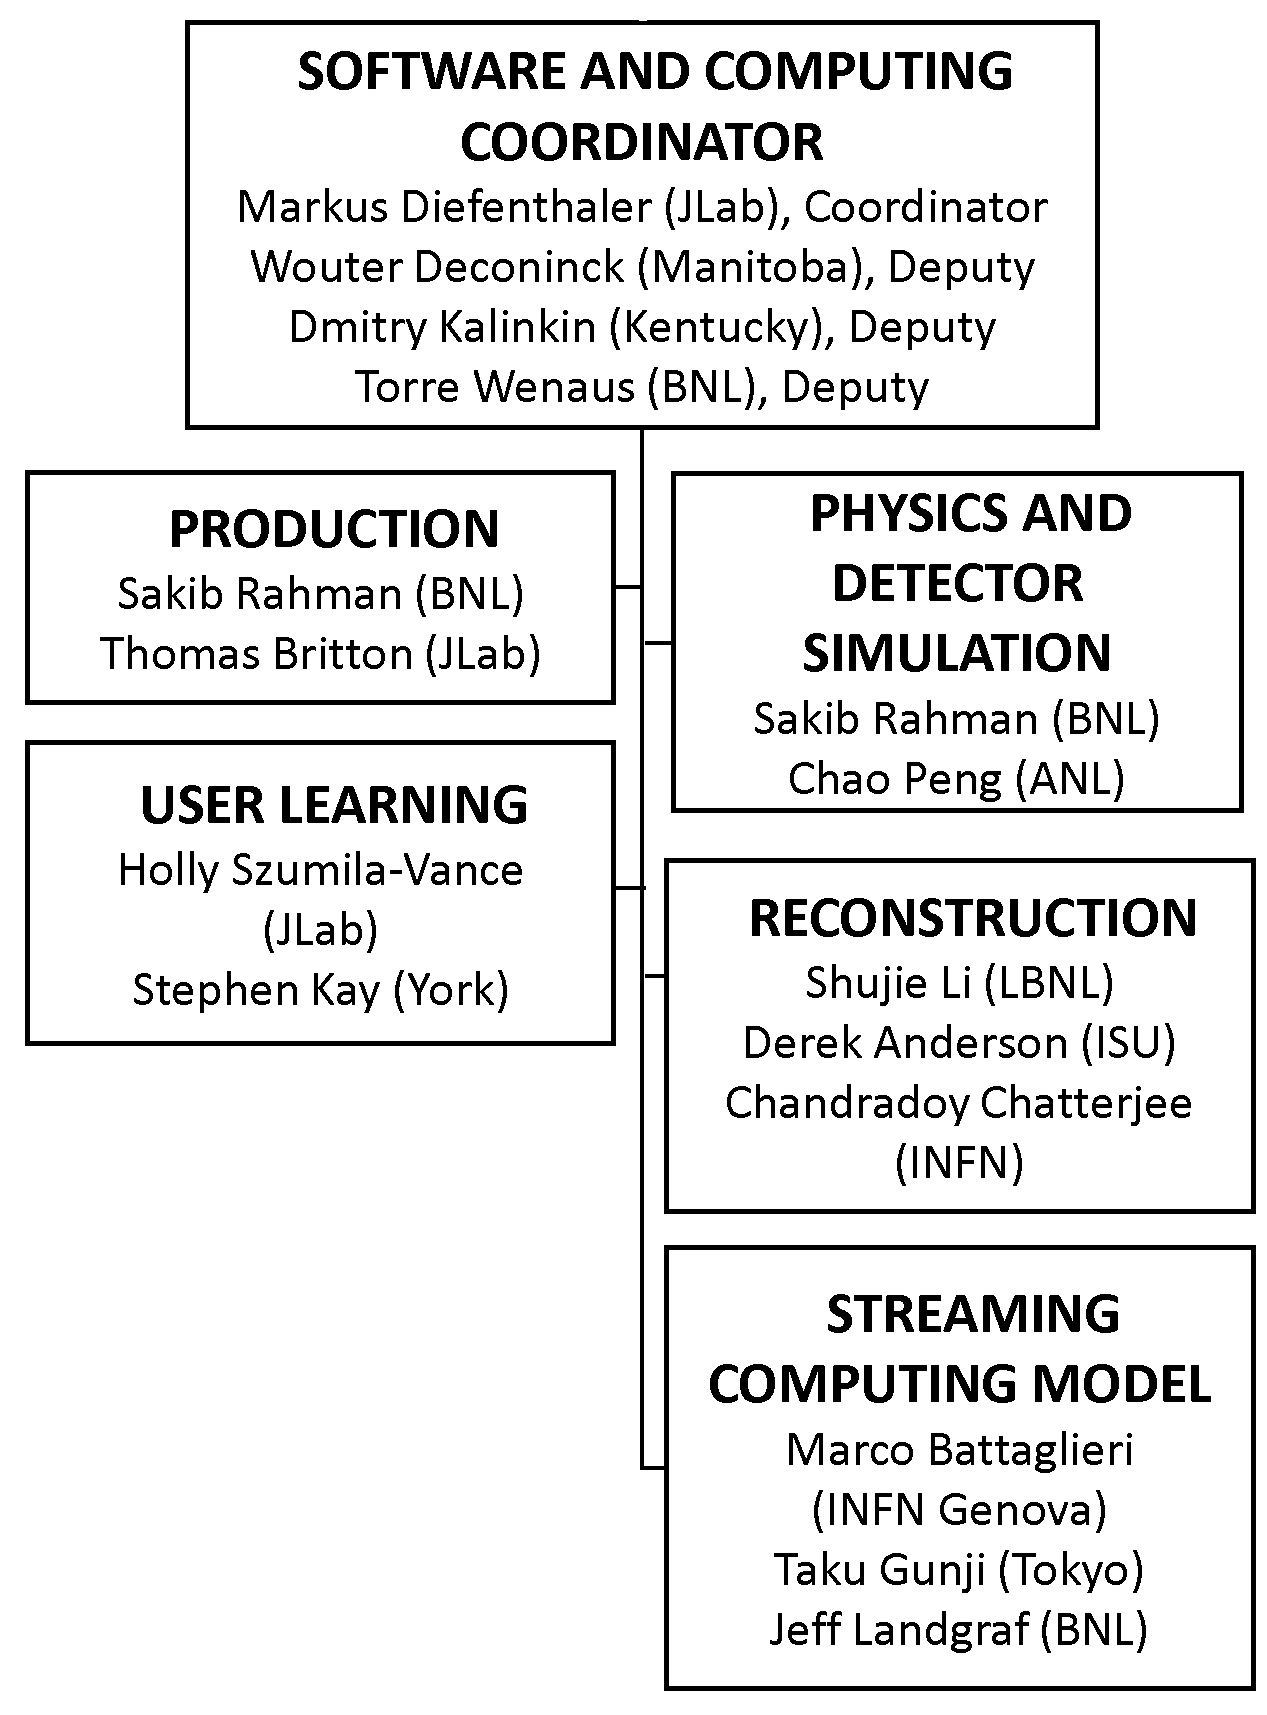 SOFTWARE AND COMPUTING
COORDINATOR
Markus Diefenthaler (JLab), Coordinator
Wouter Deconinck (Manitoba), Deputy
Dmitry Kalinkin (Kentucky), Deputy
Torre Wenaus (BNL), Deputy
PRODUCTION
Sakib Rahman (BNL)
Thomas Britton (JLab)
PHYSICS AND
DETECTOR
SIMULATION
Sakib Rahman (BNL)
Chao Peng (ANL)
USER LEARNING
Holly Szumila-Vance
(JLab)
Stephen Kay (York)
RECONSTRUCTION
Shujie Li (LBNL)
Derek Anderson (ISU)
Chandradoy Chatterjee
(INFN)
STREAMING
COMPUTING MODEL
Marco Battaglieri
(INFN Genova)
Taku Gunji (Tokyo)
Jeff Landgraf (BNL)